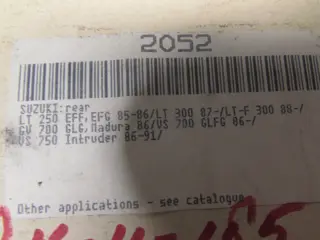 2052
SUZUKI:rear
LT 250 EFF,EFG 85-86/LT 300 87-/LT-F 300 88-/
GV 700 GLG,Madura 86/VS 700 GLFG 86-/
VS 750 Intruder 86-91/
Other applications - see catalogue